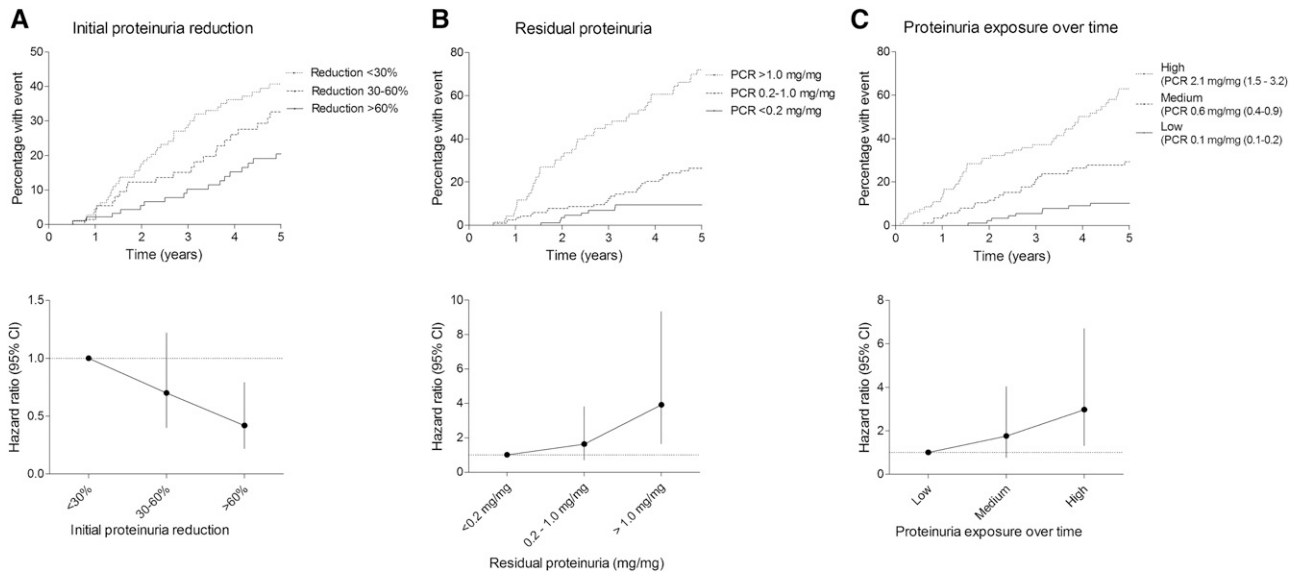 A
Initial proteinuria reduction
50
40
30
20
10
0
Percentage with event
0 1 2 3 4 5
Time (years)
Reduction <30%
Reduction 30-60%
Reduction >60%
1.5
1.0
0.5
0.0
Hazard ratio (95% CI)
<30%
30-60%
>60%
Initial proteinuria reduction
B
Residual proteinuria
80
60
40
20
0
Percentage with event
0 1 2 3 4 5
Time (years)
PCR >1.0 mg/mg
PCR 0.2-1.0 mg/mg
PCR <0.2 mg/mg
10
8
6
4
2
0
Hazard ratio (95% CI)
<0.2 mg/mg
0.2 - 1.0 mg/mg
> 1.0 mg/mg
Residual proteinuria (mg/mg)
C
Proteinuria exposure over time
80
60
40
20
0
Percentage with event
0 1 2 3 4 5
Time (years)
High
(PCR 2.1 mg/mg (1.5 - 3.2)
Medium
(PCR 0.6 mg/mg (0.4-0.9)
Low
(PCR 0.1 mg/mg (0.1-0.2)
8
6
4
2
0
Hazard ratio (95% CI)
Low
Medium
High
Proteinuria exposure over time